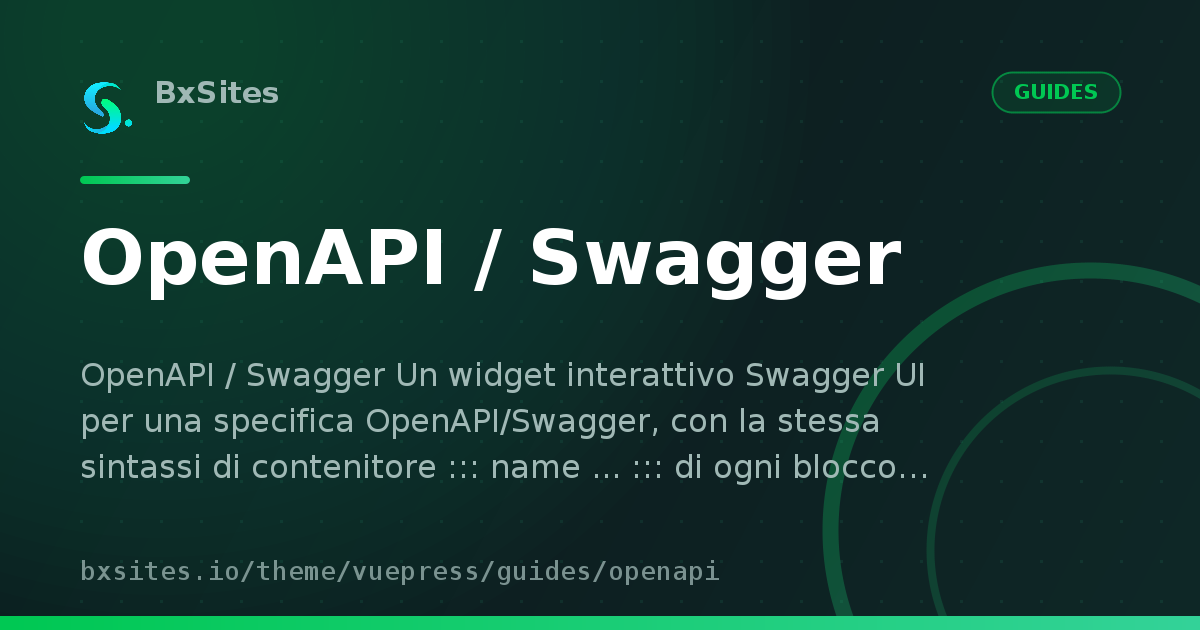 BxSites
GUIDES
OpenAPI / Swagger
OpenAPI / Swagger Un widget interattivo Swagger UI
per una specifica OpenAPI/Swagger, con la stessa
sintassi di contenitore ::: name ... ::: di ogni blocco…
bxsites.io/theme/vuepress/guides/openapi